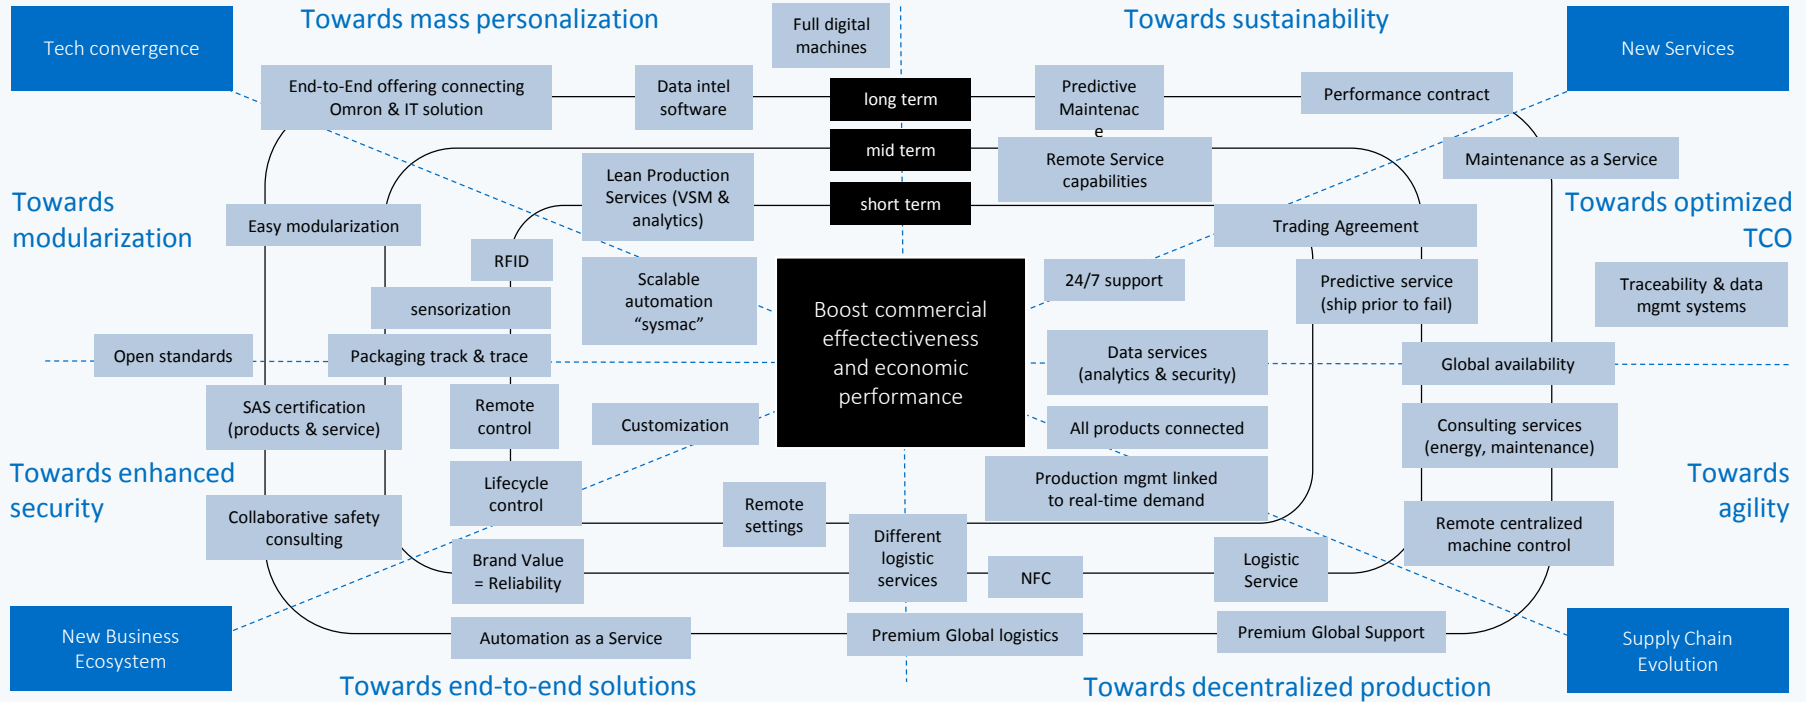 Towards mass personalization
Full digital
machines
Towards sustainability
Tech convergence
New Services
End-to-End offering connecting
Omron & IT solution
Data intel
software
long term
Predictive
Maintenac
e
Performance contract
mid term
Remote Service
capabilities
Maintenance as a Service
Lean Production
Services (VSM &
analytics)
short term
Towards
modularization
Easy modularization
Trading Agreement
Towards optimized
TCO
RFID
Scalable
automation
“sysmac”
24/7 support
Predictive service
(ship prior to fail)
Traceability & data
mgmt systems
sensorization
Boost commercial
effectectiveness
and economic
performance
Open standards
Packaging track & trace
Data services
(analytics & security)
Global availability
SAS certification
(products & service)
Remote
control
Customization
All products connected
Consulting services
(energy, maintenance)
Towards enhanced
security
Lifecycle
control
Production mgmt linked
to real-time demand
Towards
agility
Collaborative safety
consulting
Remote
settings
Different
logistic
services
Remote centralized
machine control
Brand Value
= Reliability
NFC
Logistic
Service
New Business
Ecosystem
Automation as a Service
Premium Global logistics
Premium Global Support
Supply Chain
Evolution
Towards end-to-end solutions
Towards decentralized production